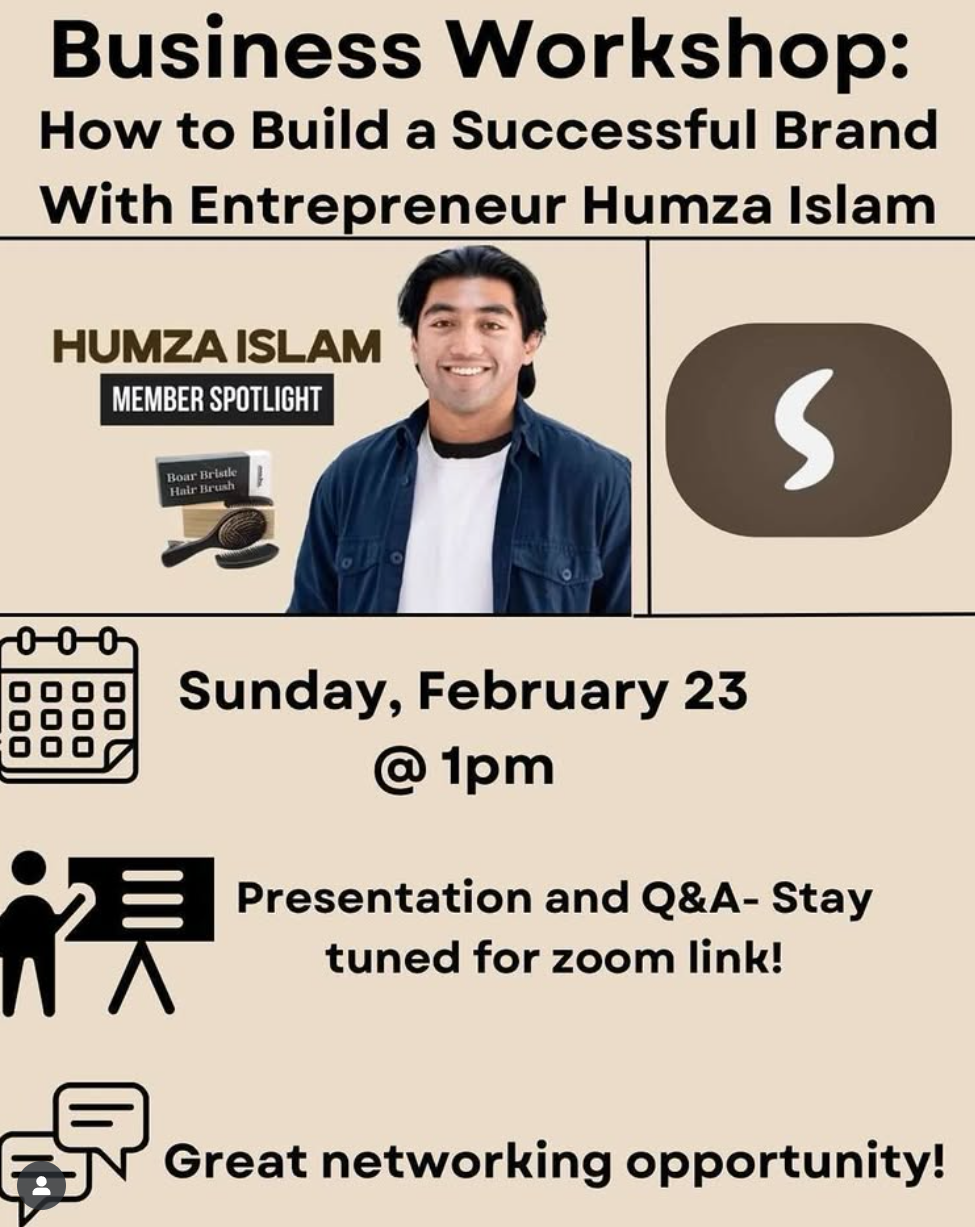 Business Workshop:
How to Build a Successful Brand
With Entrepreneur Humza Islam
HUMZA ISLAM
MEMBER SPOTLIGHT
Boar Bristle
Hair Brush
S
Sunday, February 23
@ 1pm
Presentation and Q&A- Stay
tuned for zoom link!
Great networking opportunity!